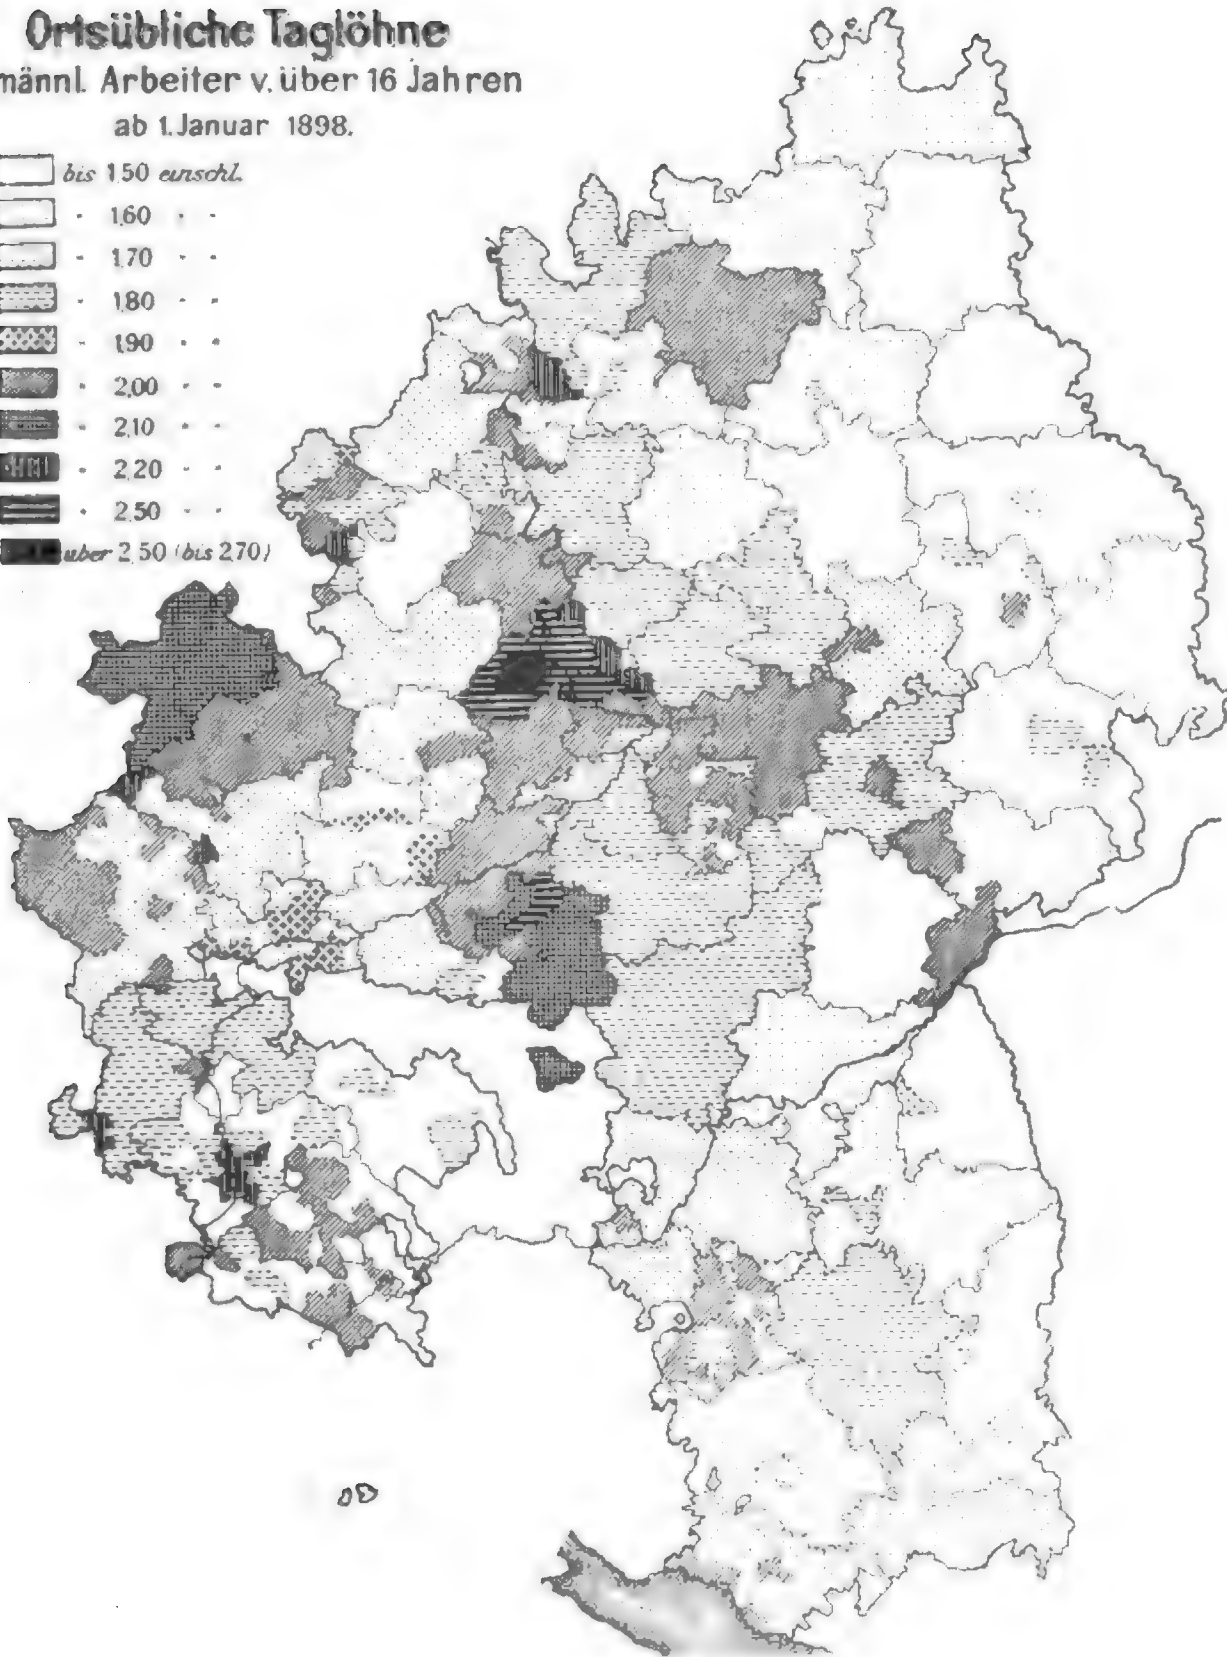 Ortsübliche Taglöhne
männl. Arbeiter v. über 16 Jahren
ab 1. Januar 1898.
bis 1.50 einschl.
" 1.60 " "
" 1.70 " "
" 1.80 " "
" 1.90 " "
" 2.00 " "
" 2.10 " "
" 2.20 " "
" 2.50 " "
über 2.50 (bis 2.70)